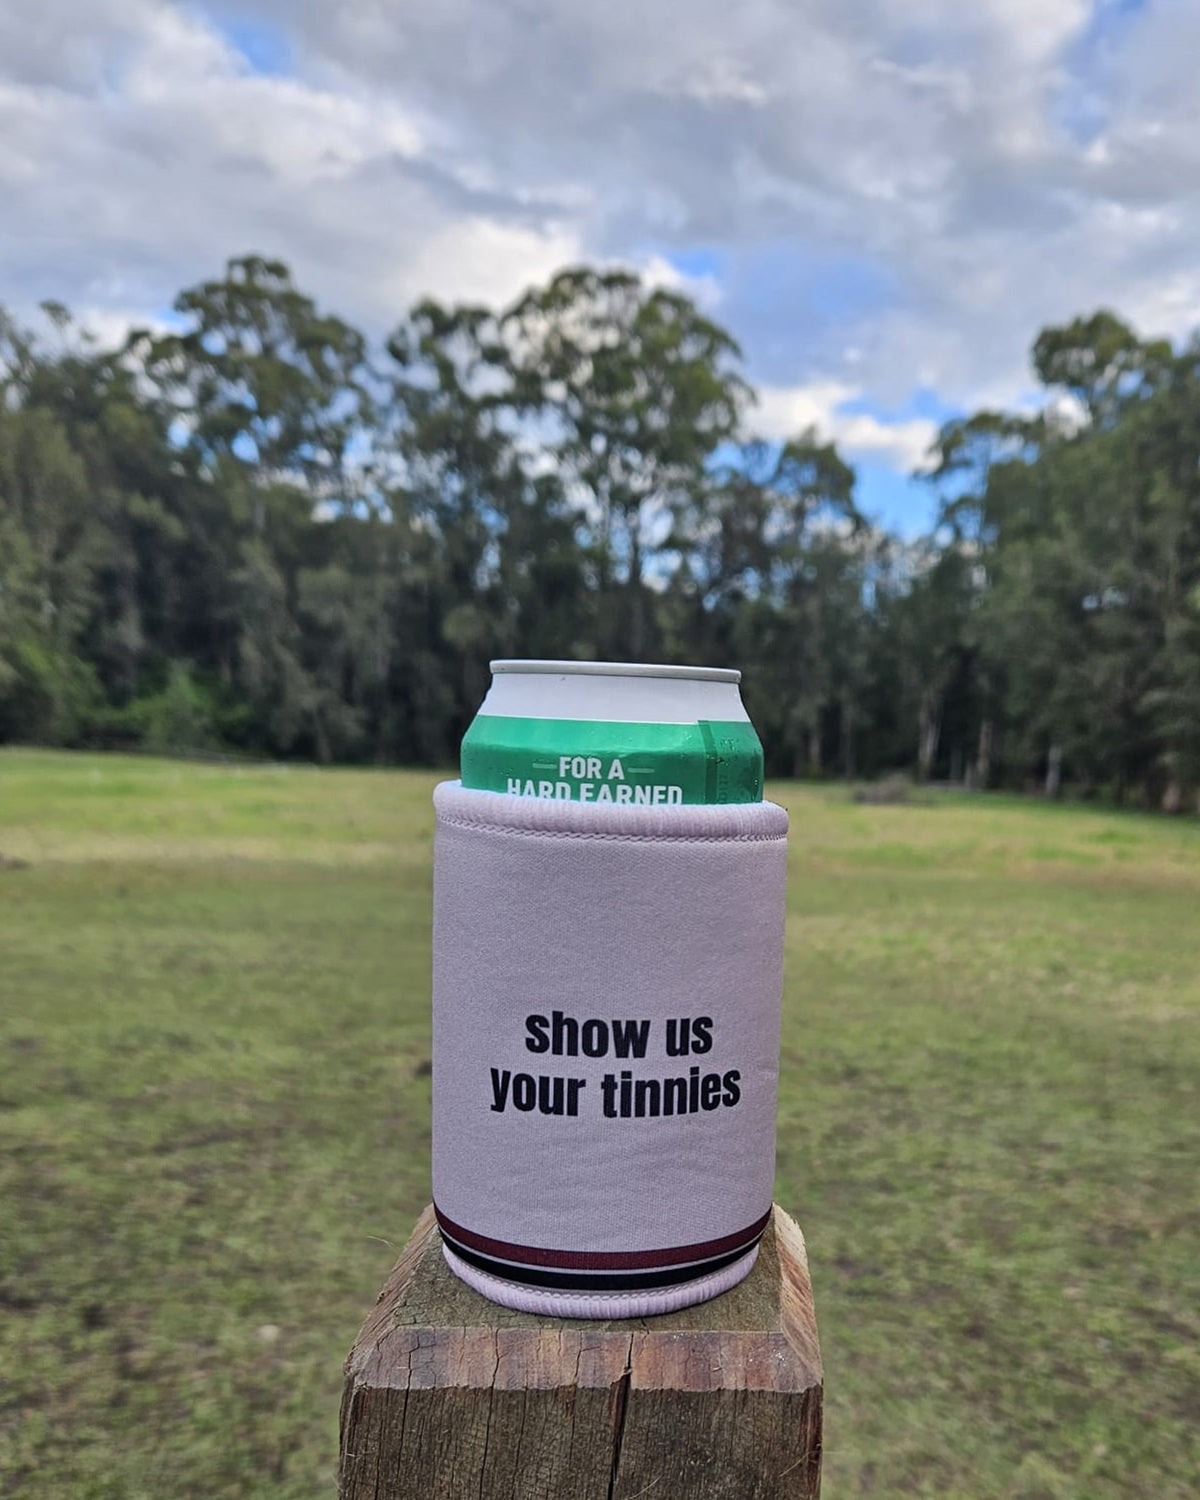 FOR A
HARD EARNED
show us
your tinnies